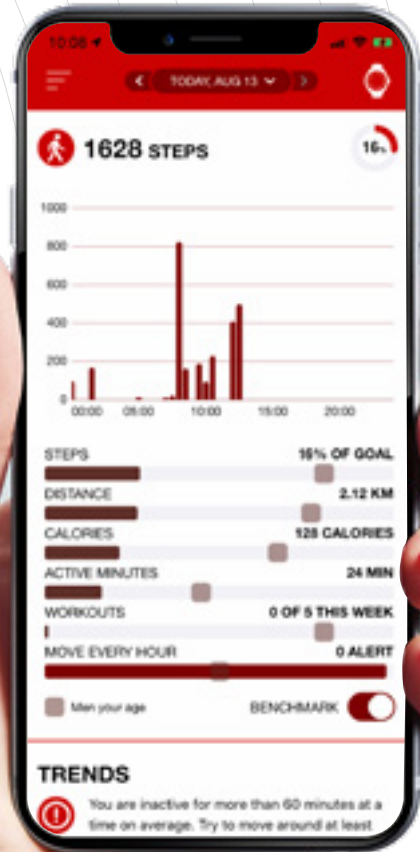 10:08
TODAY, AUG 13
1628 STEPS
16%
1000
800
600
400
200
0
00:00 05:00 10:00 15:00 20:00
STEPS 16% OF GOAL
DISTANCE 2.12 KM
CALORIES 128 CALORIES
ACTIVE MINUTES 24 MIN
WORKOUTS 0 OF 5 THIS WEEK
MOVE EVERY HOUR 0 ALERT
Men your age BENCHMARK
TRENDS
You are inactive for more than 60 minutes at a
time on average. Try to move around at least